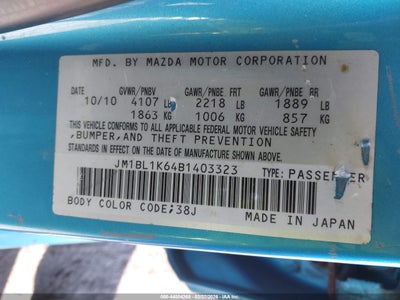 MFD. BY MAZDA MOTOR CORPORATION
DATE GVWR/PNBV GAWR/PNBE FRT GAWR/PNBE RR
10/10 4107 LB 2218 LB 1889 LB
1863 KG 1006 KG 857 KG
THIS VEHICLE CONFORMS TO ALL APPLICABLE FEDERAL MOTOR VEHICLE SAFETY,
,BUMPER,AND THEFT PREVENTION
STANDARDS IN EFFECT ON THE DATE OF MANUFACTURE SHOWN ABOVE.
JM1BL1K64B1403323 TYPE: PASSENGER
BODY COLOR CODE;38J
MADE IN JAPAN